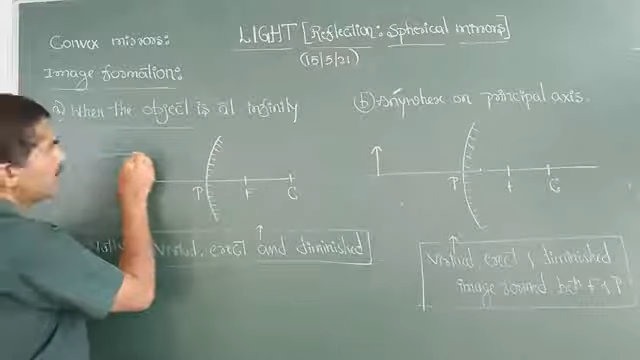 LIGHT [Reflection: Spherical mirrors]
(15/5/21)
Convex mirrors:
Image formation:
a) When the object is at infinity
P F C
Virtual, erect and diminished
(b) Anywhere on principal axis.
P F C
Virtual erect & diminished
image formed betn F & P